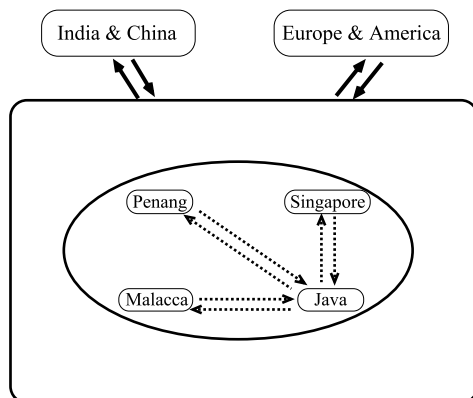 India & China
Europe & America
Penang
Singapore
Malacca
Java